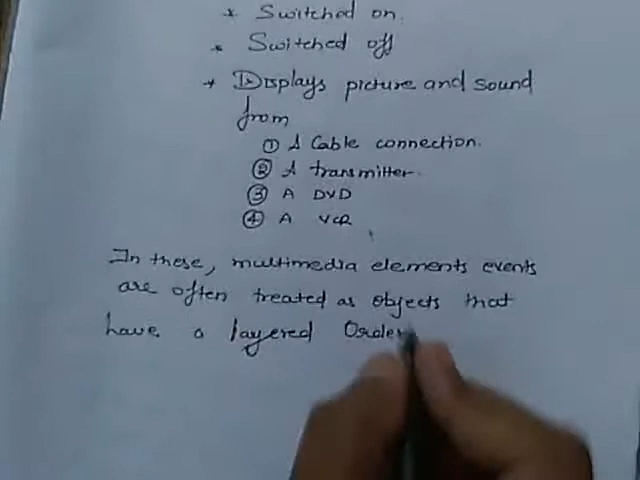 * Switched on.
* Switched off
* Displays picture and sound
from
① A Cable connection.
② A transmitter.
③ A DVD
④ A VCR
In these, multimedia elements events
are often treated as objects that
have a layered Order